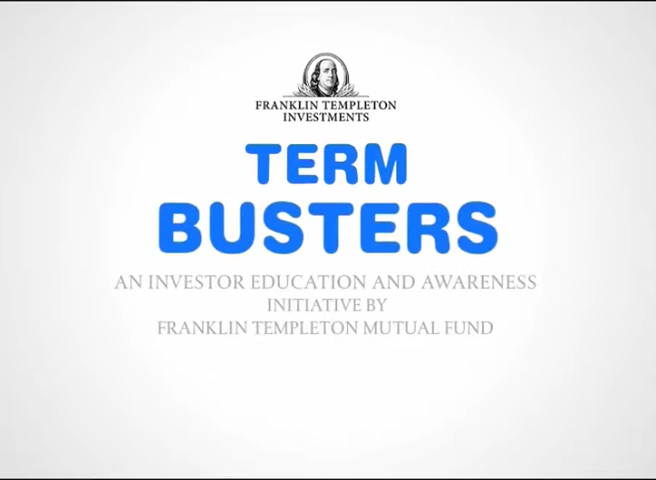 FRANKLIN TEMPLETON
INVESTMENTS
TERM
BUSTERS
AN INVESTOR EDUCATION AND AWARENESS
INITIATIVE BY
FRANKLIN TEMPLETON MUTUAL FUND